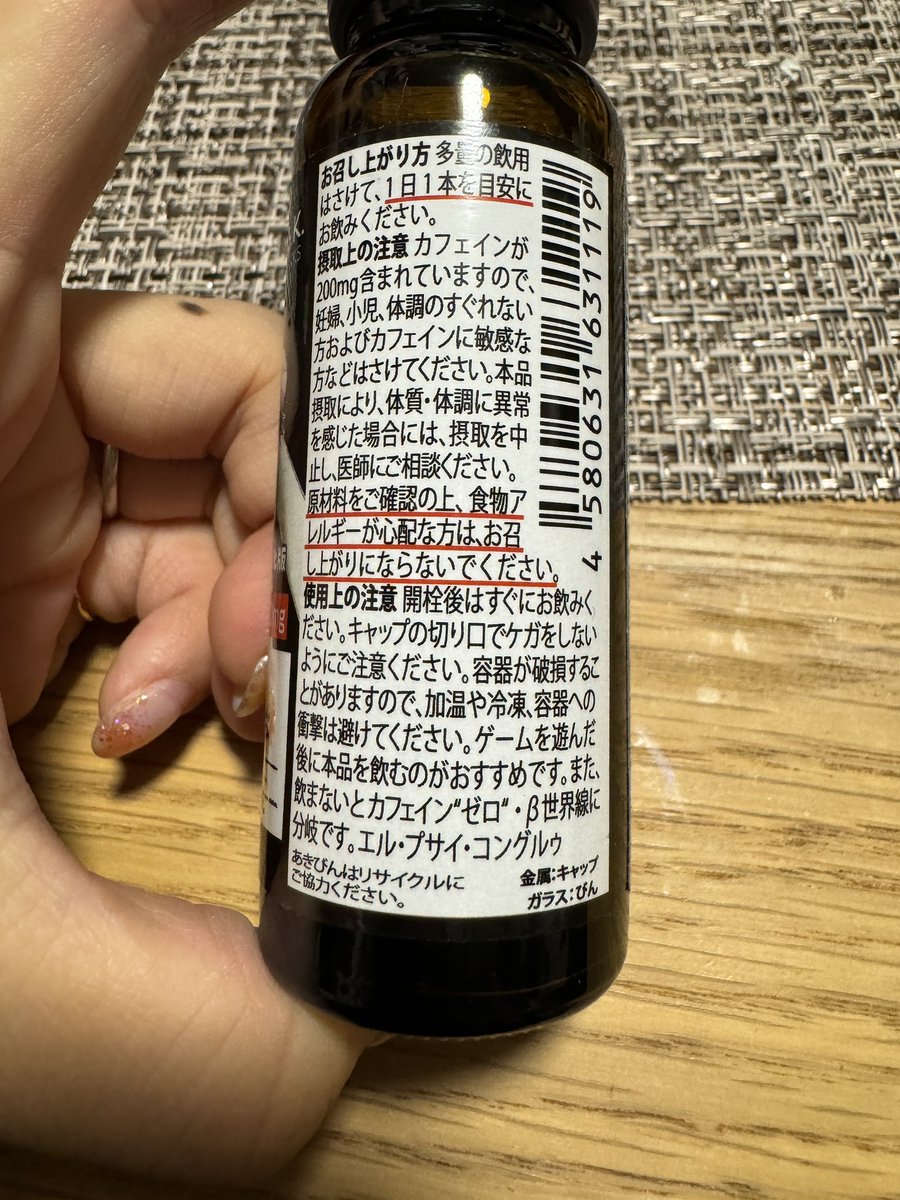 お召し上がり方 多量の飲用
はさけて、1日1本を目安に
お飲みください。
摂取上の注意 カフェインが
200mg含まれていますので、
妊婦、小児、体調のすぐれない
方およびカフェインに敏感な
方などはさけてください。本品
摂取により、体質・体調に異常
を感じた場合には、摂取を中
止し、医師にご相談ください。
原材料をご確認の上、食物ア
レルギーが心配な方は、お召
し上がりにならないでください。
使用上の注意 開栓後はすぐにお飲みく
ださい。キャップの切り口でケガをしない
ようにご注意ください。容器が破損するこ
とがありますので、加温や冷凍、容器への
衝撃は避けてください。ゲームを遊んだ
後に本品を飲むのがおすすめです。また、
飲まないとカフェイン“ゼロ“・β世界線に
分岐です。エル・プサイ・コングルゥ
あきびんはリサイクルに
ご協力ください。
金属:キャップ
ガラス:びん
4 580631 631119
版
mg